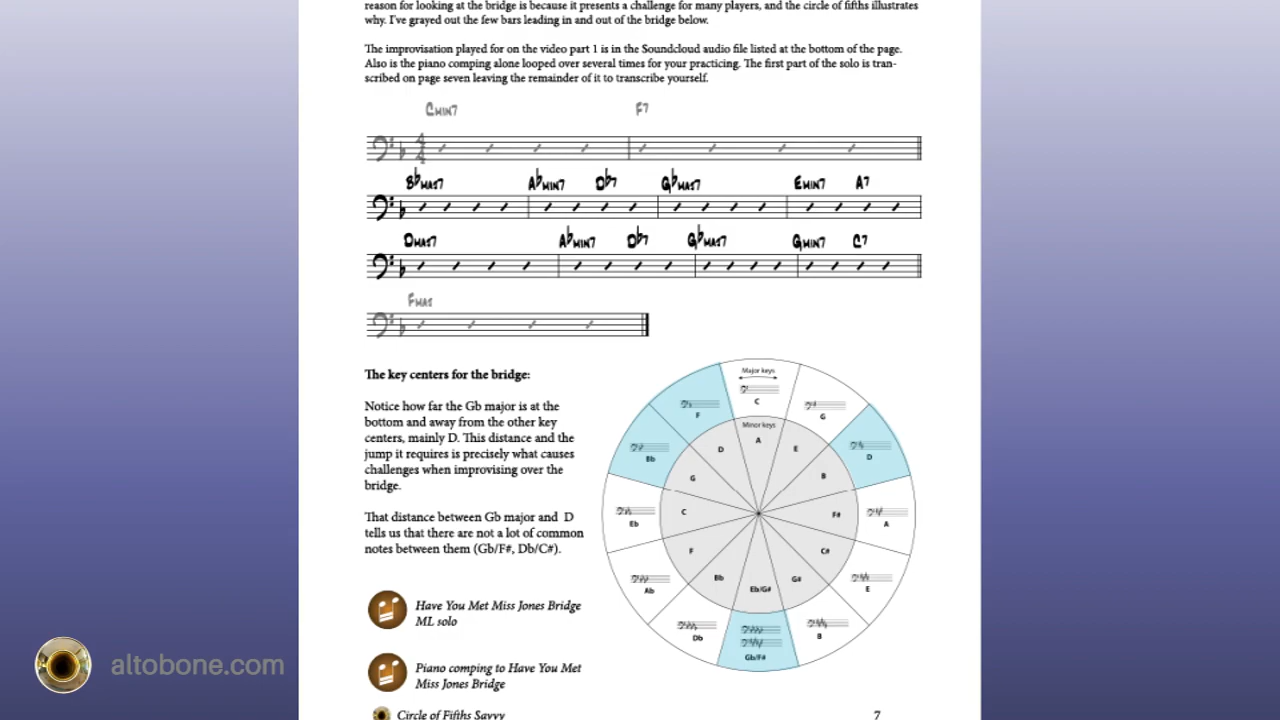 reason for looking at the bridge is because it presents a challenge for many players, and the circle of fifths illustrates
why. I've grayed out the few bars leading in and out of the bridge below.
The improvisation played for on the video part 1 is in the Soundcloud audio file listed at the bottom of the page.
Also is the piano comping alone looped over several times for your practicing. The first part of the solo is tran-
scribed on page seven leaving the remainder of it to transcribe yourself.
CMIN7 F7
4
4
B♭MAJ7 A♭MIN7 D♭7 G♭MAJ7 EMIN7 A7
DMAJ7 A♭MIN7 D♭7 G♭MAJ7 GMIN7 C7
FMAJ
The key centers for the bridge:
Notice how far the Gb major is at the
bottom and away from the other key
centers, mainly D. This distance and the
jump it requires is precisely what causes
challenges when improvising over the
bridge.
That distance between Gb major and D
tells us that there are not a lot of common
notes between them (Gb/F#, Db/C#).
Have You Met Miss Jones Bridge
ML solo
Piano comping to Have You Met
Miss Jones Bridge
Major keys
C
G
D
A
E
B
Gb/F#
Db
Ab
Eb
Bb
F
Minor keys
A
E
B
F#
C#
G#
Eb/G#
Bb
F
C
G
D
altobone.com
Circle of Fifths Savvy
7